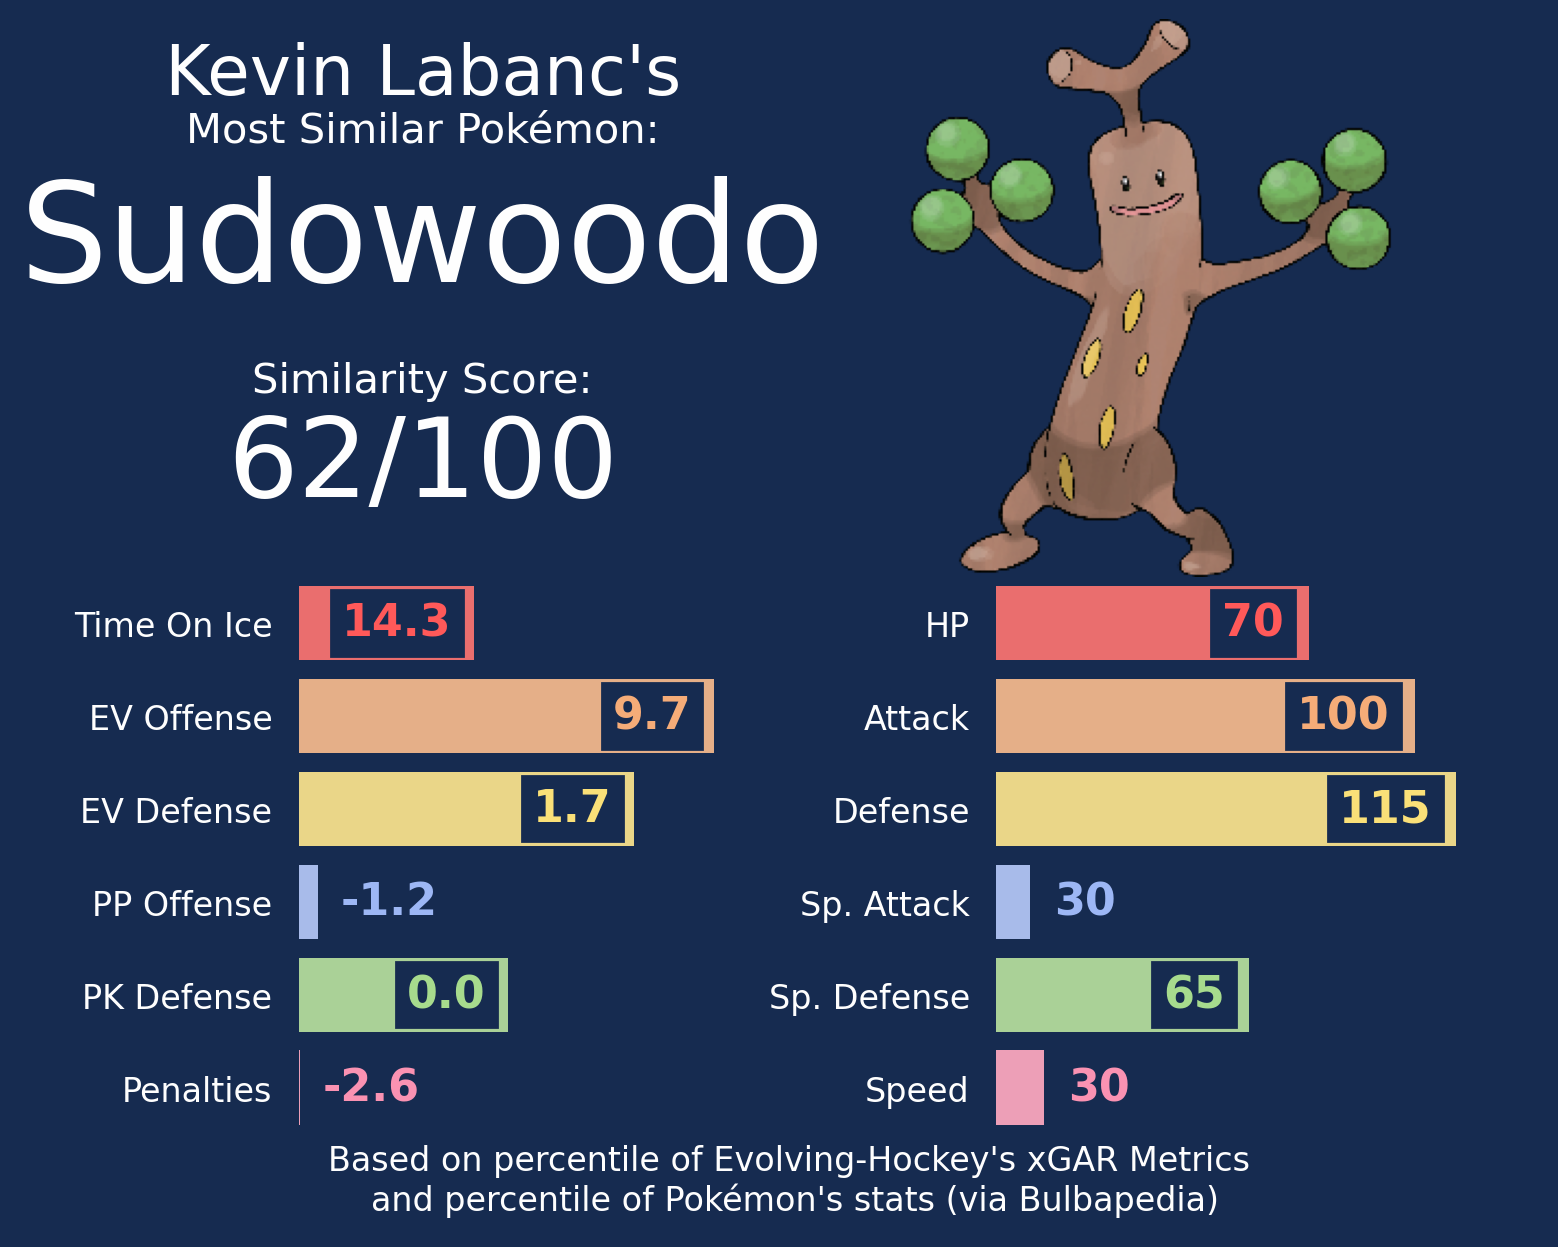 Kevin Labanc's
Most Similar Pokémon:
Sudowoodo
Similarity Score:
62/100
Time On Ice 14.3
EV Offense 9.7
EV Defense 1.7
PP Offense -1.2
PK Defense 0.0
Penalties -2.6
HP 70
Attack 100
Defense 115
Sp. Attack 30
Sp. Defense 65
Speed 30
Based on percentile of Evolving-Hockey's xGAR Metrics
and percentile of Pokémon's stats (via Bulbapedia)